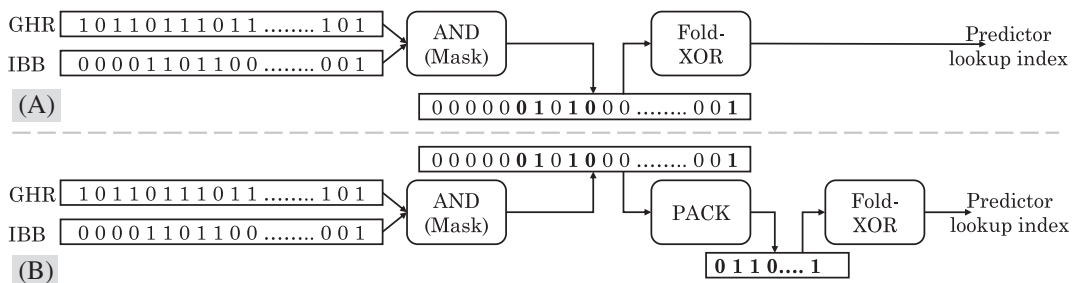 GHR 1 0 1 1 0 1 1 1 0 1 1 ........ 1 0 1
IBB 0 0 0 0 1 1 0 1 1 0 0 ........ 0 0 1
AND
(Mask)
0 0 0 0 0 0 1 0 1 0 0 0 ........ 0 0 1
Fold-
XOR
Predictor
lookup index
(A)
GHR 1 0 1 1 0 1 1 1 0 1 1 ........ 1 0 1
IBB 0 0 0 0 1 1 0 1 1 0 0 ........ 0 0 1
AND
(Mask)
0 0 0 0 0 0 1 0 1 0 0 0 ........ 0 0 1
PACK
0 1 1 0.... 1
Fold-
XOR
Predictor
lookup index
(B)